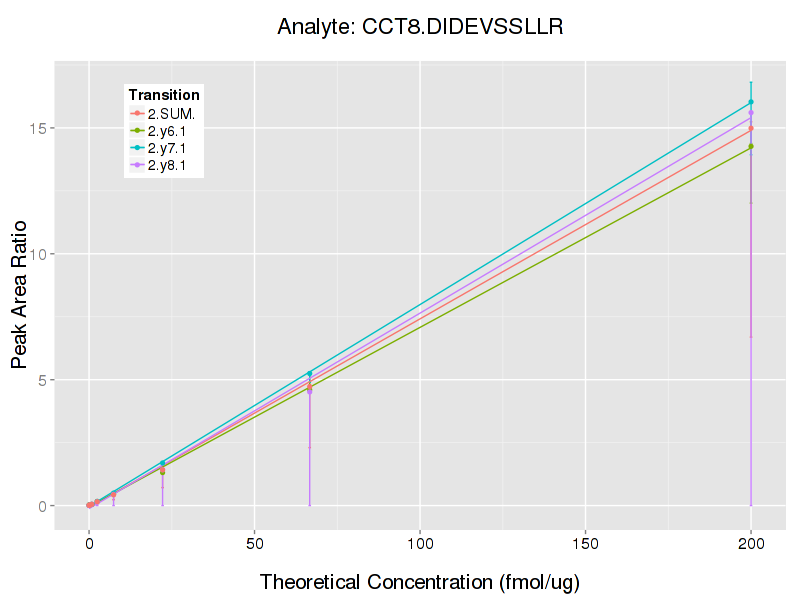 Analyte: CCT8.DIDEVSSLLR
Transition
2.SUM.
2.y6.1
2.y7.1
2.y8.1
Peak Area Ratio
15
10
5
0
0 50 100 150 200
Theoretical Concentration (fmol/ug)